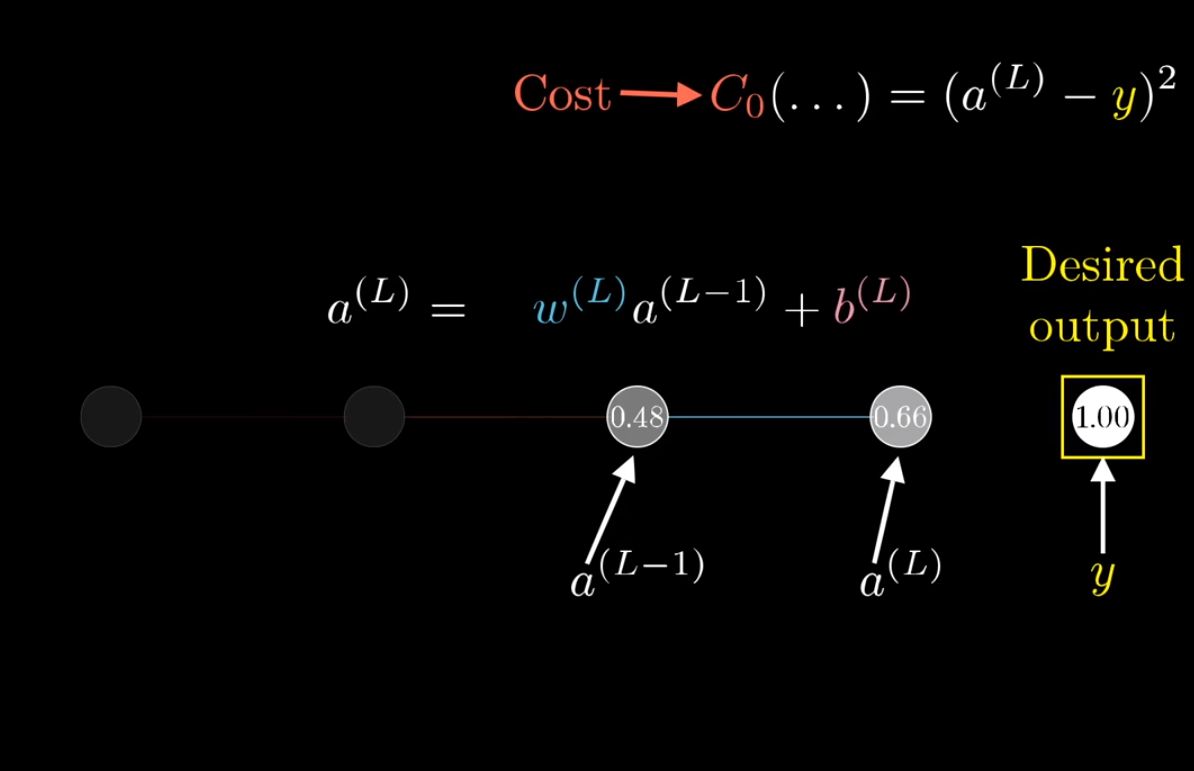 Cost C₀(...) = (a^(L) − y)²
a^(L) = w^(L)a^(L−1) + b^(L)
Desired
output
0.48 0.66 1.00
a^(L−1) a^(L) y